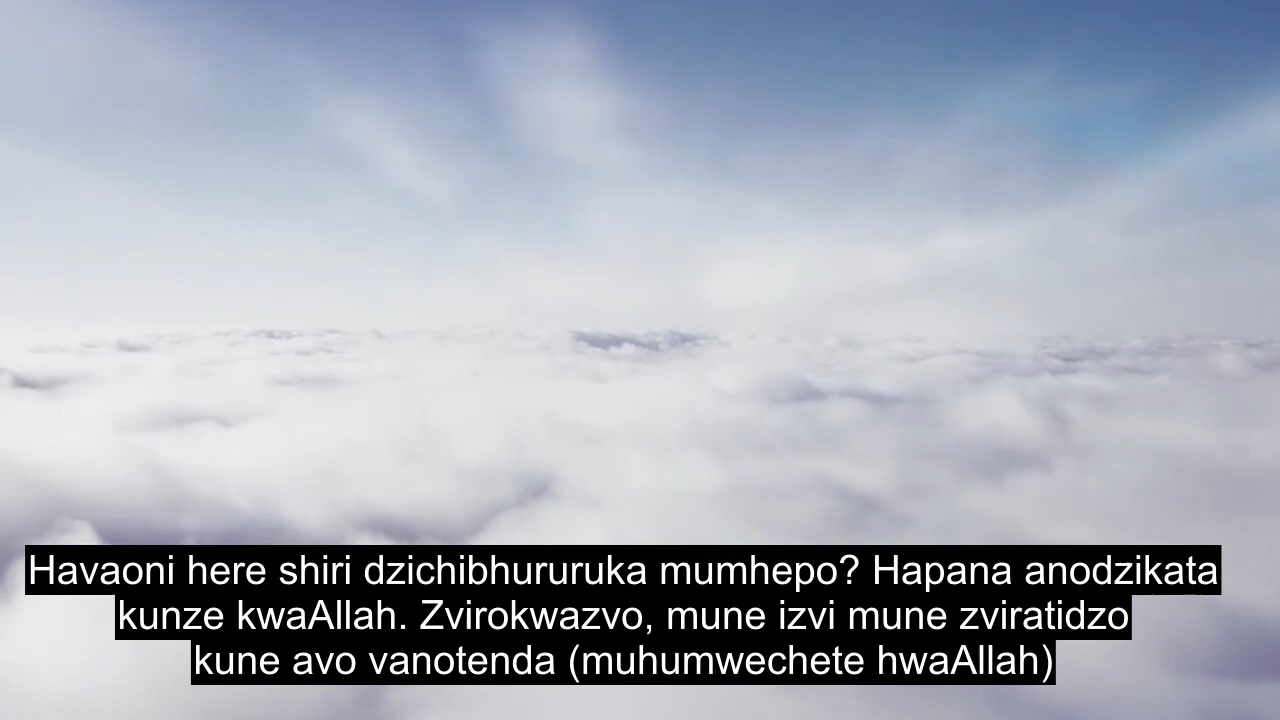 Havaoni here shiri dzichibhururuka mumhepo? Hapana anodzikata
kunze kwaAllah. Zvirokwazvo, mune izvi mune zviratidzo
kune avo vanotenda (muhumwechete hwaAllah)